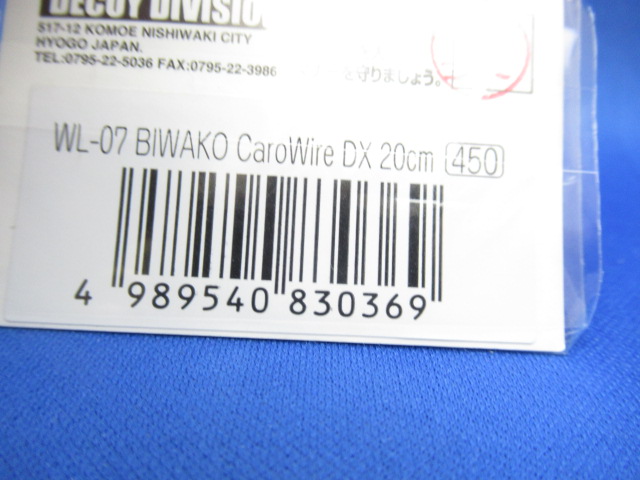 DECOY DIVISION
517-12 KOMOE NISHIWAKI CITY
HYOGO JAPAN.
TEL:0795-22-5036 FAX:0795-22-3986
を守りましょう。
WL-07 BIWAKO CaroWire DX 20cm 450
4 989540 830369